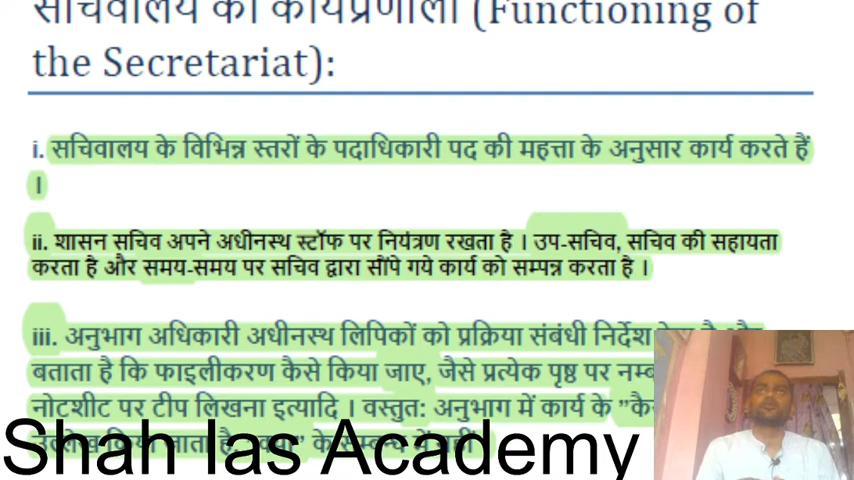 सचिवालय की कार्यप्रणाली (Functioning of
the Secretariat):
i. सचिवालय के विभिन्न स्तरों के पदाधिकारी पद की महत्ता के अनुसार कार्य करते हैं
।
ii. शासन सचिव अपने अधीनस्थ स्टॉफ पर नियंत्रण रखता है । उप-सचिव, सचिव की सहायता
करता है और समय-समय पर सचिव द्वारा सौंपे गये कार्य को सम्पन्न करता है ।
iii. अनुभाग अधिकारी अधीनस्थ लिपिकों को प्रक्रिया संबंधी निर्देश
बताता है कि फाइलीकरण कैसे किया जाए, जैसे प्रत्येक पृष्ठ पर
नोटशीट पर टीप लिखना इत्यादि । वस्तुत: अनुभाग में कार्य के
Shah Ias Academy